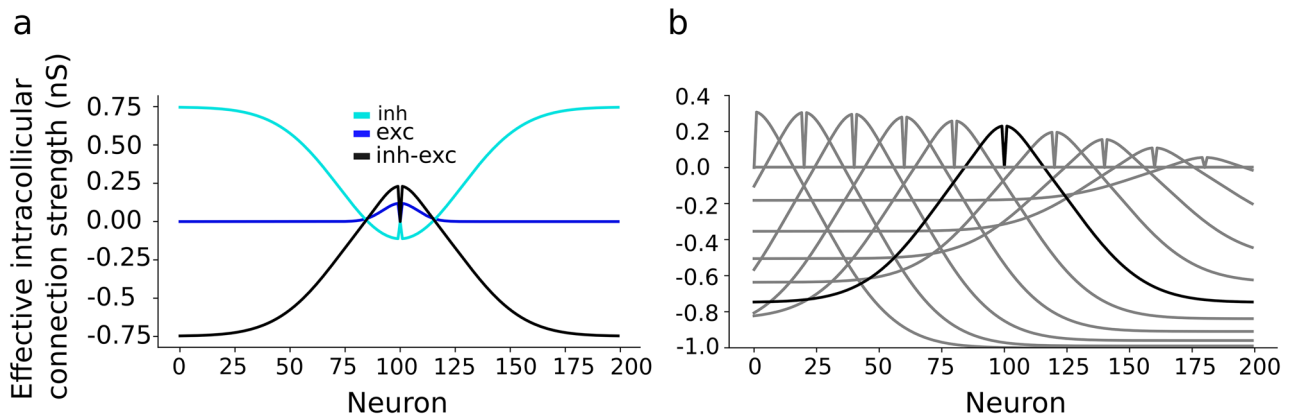 a
Effective intracollicular
connection strength (nS)
0.75
0.50
0.25
0.00
-0.25
-0.5
-0.75
inh
exc
inh-exc
0 25 50 75 100 125 150 175 200
Neuron
b
0.4
0.2
0.0
-0.2
-0.4
-0.6
-0.8
-1.0
0 25 50 75 100 125 150 175 200
Neuron